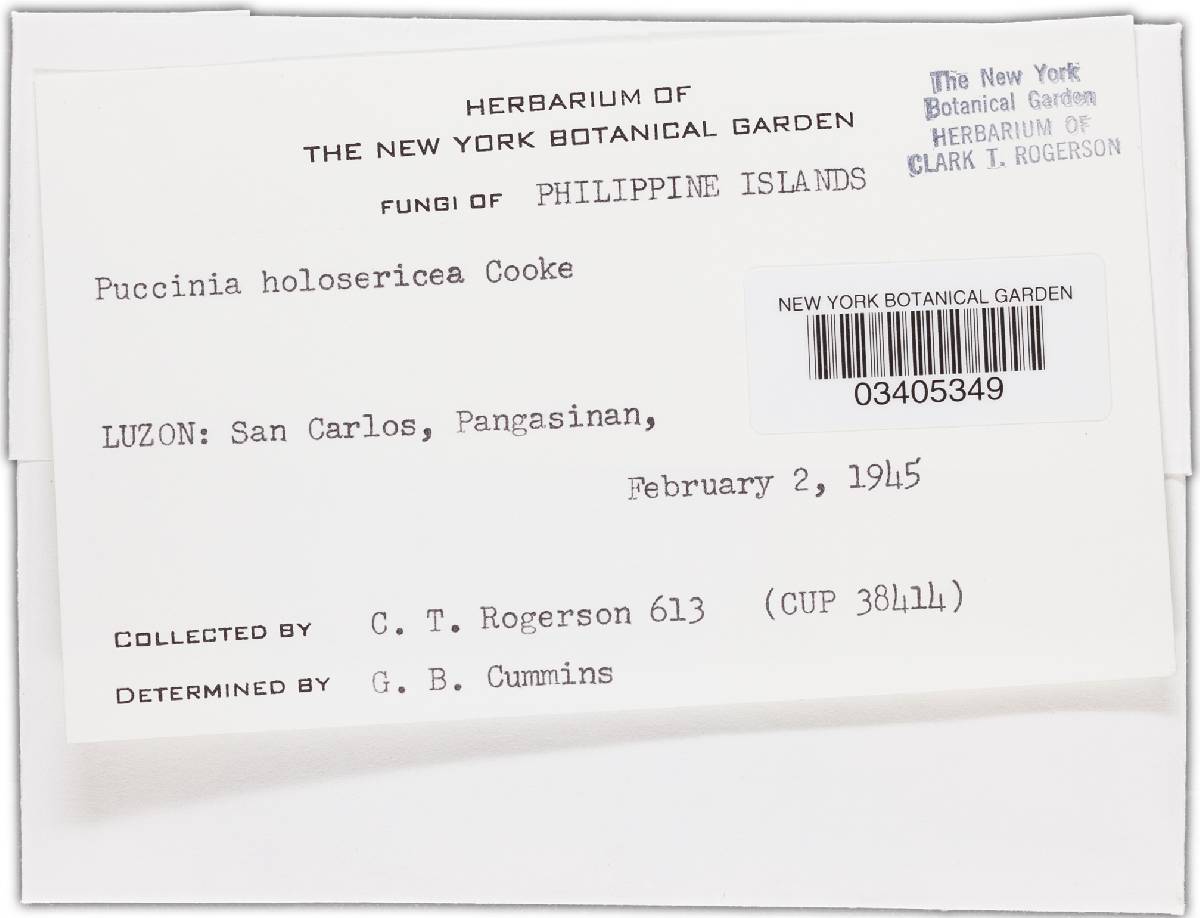 HERBARIUM OF
THE NEW YORK BOTANICAL GARDEN
FUNGI OF PHILIPPINE ISLANDS
The New York
Botanical Garden
HERBARIUM OF
CLARK T. ROGERSON
Puccinia holosericea Cooke
NEW YORK BOTANICAL GARDEN
03405349
LUZON: San Carlos, Pangasinan,
February 2, 1945
COLLECTED BY C. T. Rogerson 613 (CUP 38414)
DETERMINED BY G. B. Cummins